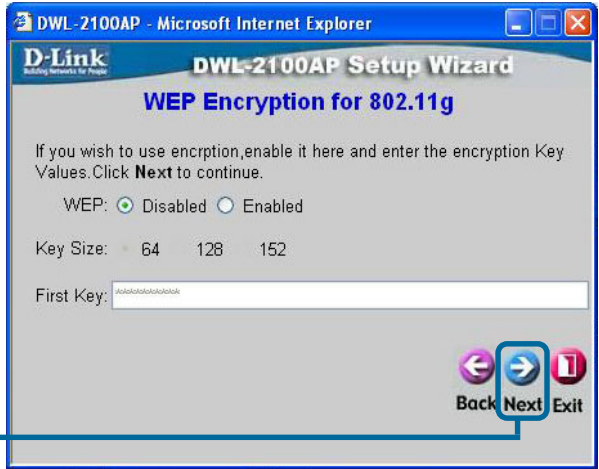 DWL-2100AP - Microsoft Internet Explorer
D-Link
Building Networks for People
DWL-2100AP Setup Wizard
WEP Encryption for 802.11g
If you wish to use encrption,enable it here and enter the encryption Key
Values.Click Next to continue.
WEP: Disabled Enabled
Key Size: 64 128 152
First Key: **********
Back Next Exit